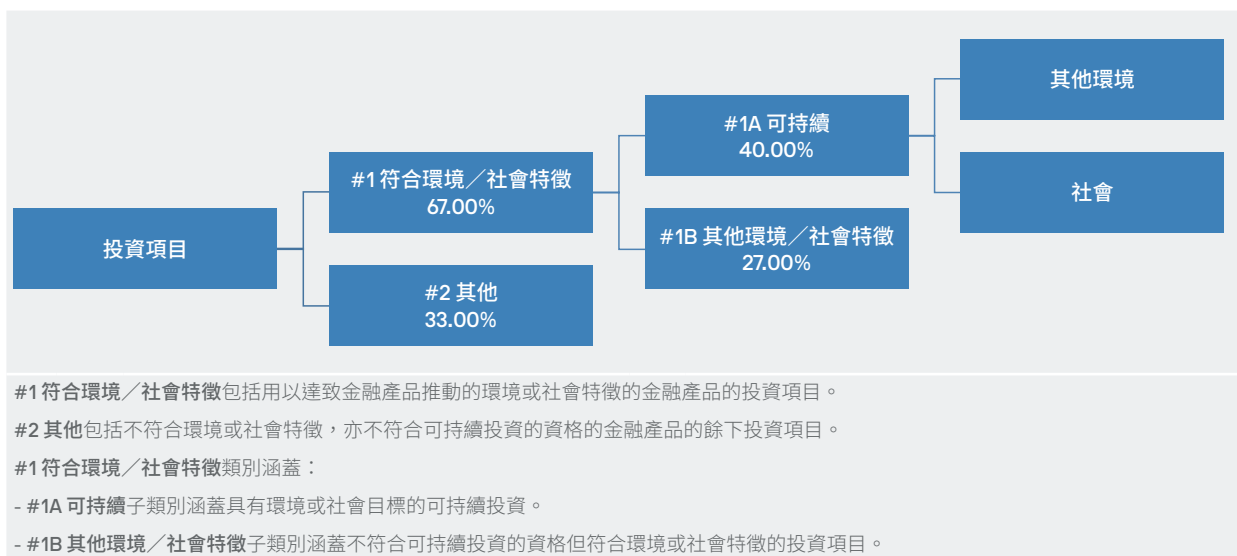 其他環境
#1A 可持續
40.00%
#1 符合環境／社會特徵
67.00%
社會
投資項目
#1B 其他環境／社會特徵
27.00%
#2 其他
33.00%
#1 符合環境／社會特徵包括用以達致金融產品推動的環境或社會特徵的金融產品的投資項目。
#2 其他包括不符合環境或社會特徵，亦不符合可持續投資的資格的金融產品的餘下投資項目。
#1 符合環境／社會特徵類別涵蓋：
- #1A 可持續子類別涵蓋具有環境或社會目標的可持續投資。
- #1B 其他環境／社會特徵子類別涵蓋不符合可持續投資的資格但符合環境或社會特徵的投資項目。